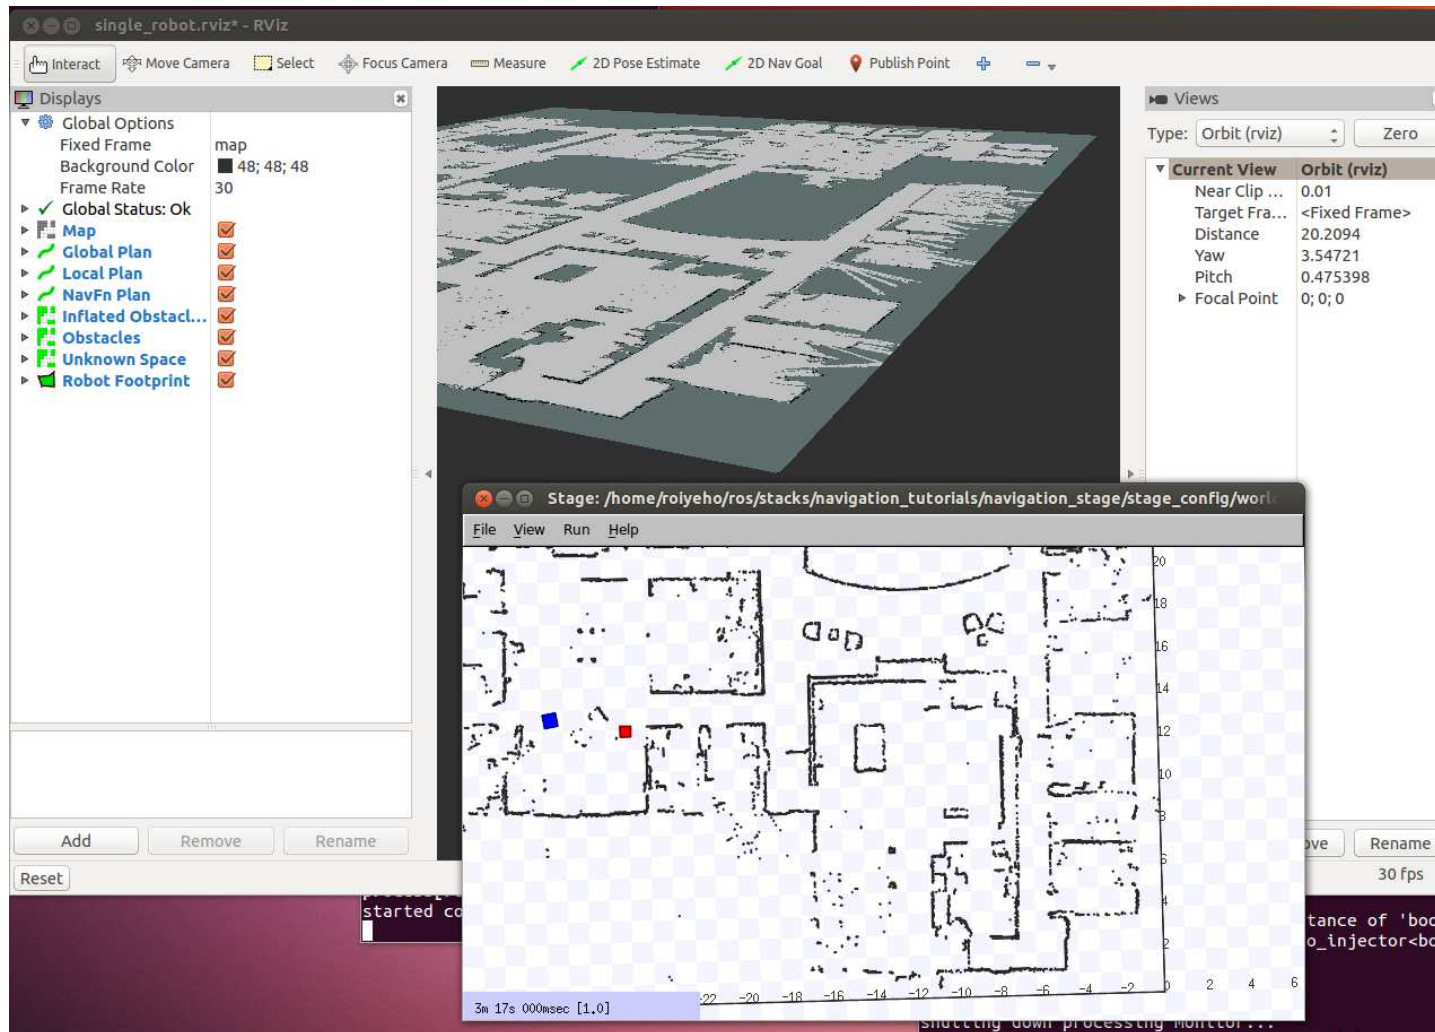 single_robot.rviz* - RViz
Interact Move Camera Select Focus Camera Measure 2D Pose Estimate 2D Nav Goal Publish Point
Displays
Global Options
Fixed Frame map
Background Color 48; 48; 48
Frame Rate 30
Global Status: Ok
Map
Global Plan
Local Plan
NavFn Plan
Inflated Obstacl...
Obstacles
Unknown Space
Robot Footprint
Add Remove Rename
Reset
Views
Type: Orbit (rviz) Zero
Current View Orbit (rviz)
Near Clip ... 0.01
Target Fra... <Fixed Frame>
Distance 20.2094
Yaw 3.54721
Pitch 0.475398
Focal Point 0; 0; 0
Rename
30 fps
Stage: /home/roiyeho/ros/stacks/navigation_tutorials/navigation_stage/stage_config/worl
File View Run Help
20
18
16
14
12
10
8
6
4
2
-22 -20 -18 -16 -14 -12 -10 -8 -6 -4 -2 0 2 4 6
3m 17s 000msec [1.0]
started co
tance of 'boo
o_injector<bo
shutting down processing monitor...